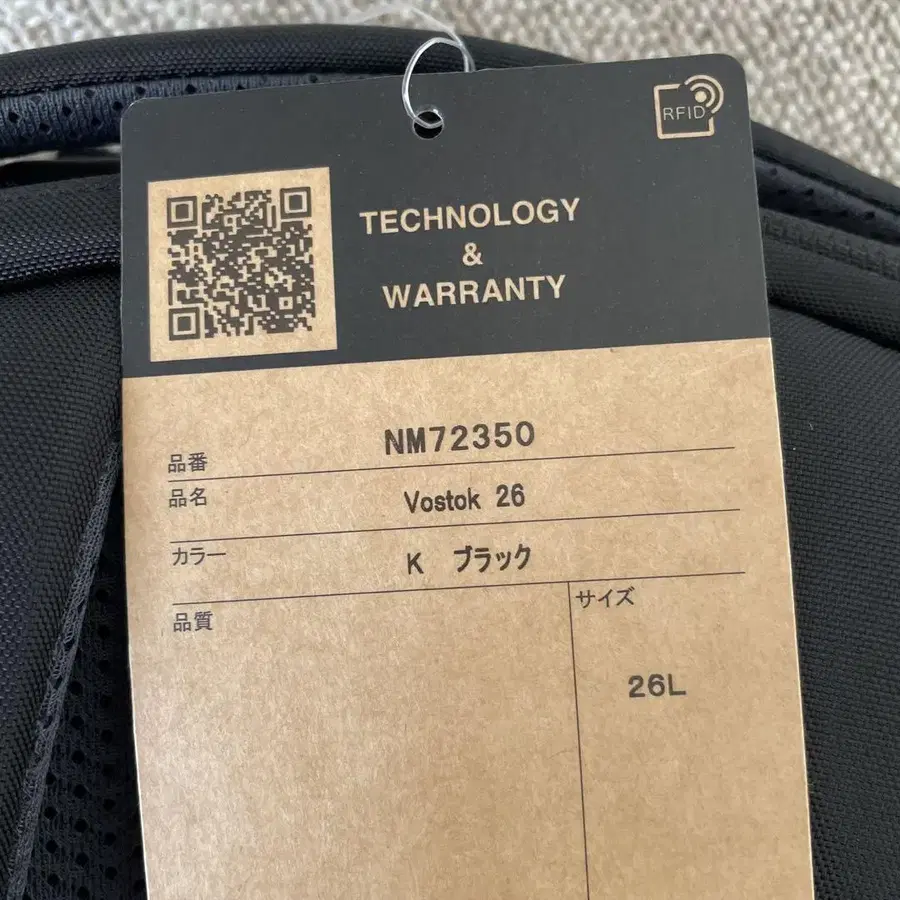 RFID
TECHNOLOGY
&
WARRANTY
品番 NM72350
品名 Vostok 26
カラー K ブラック
品質
サイズ
26L